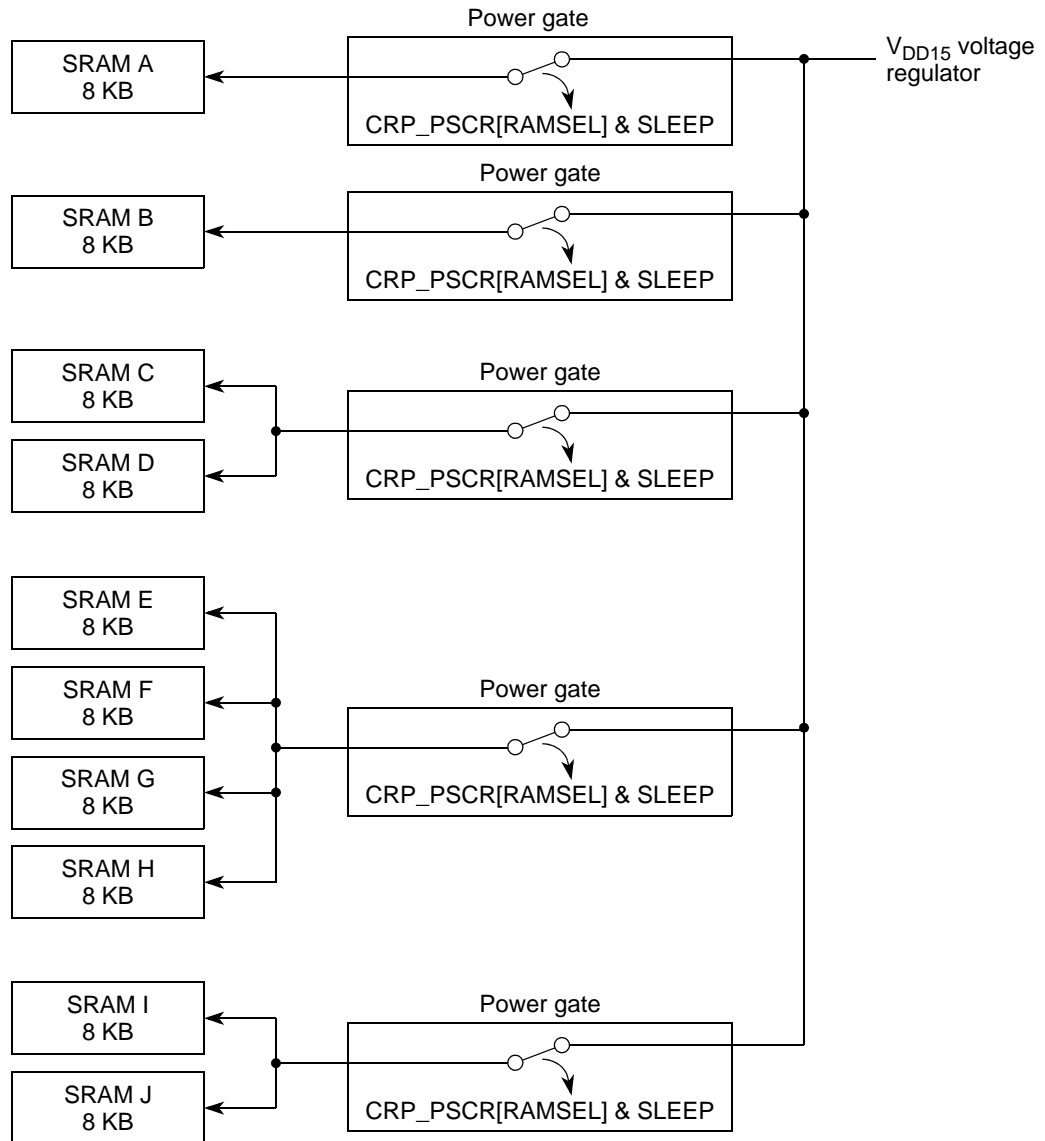 Power gate
SRAM A
8 KB
CRP_PSCR[RAMSEL] & SLEEP
VDD15 voltage
regulator
Power gate
SRAM B
8 KB
CRP_PSCR[RAMSEL] & SLEEP
SRAM C
8 KB
Power gate
SRAM D
8 KB
CRP_PSCR[RAMSEL] & SLEEP
SRAM E
8 KB
SRAM F
8 KB
Power gate
SRAM G
8 KB
CRP_PSCR[RAMSEL] & SLEEP
SRAM H
8 KB
SRAM I
8 KB
Power gate
SRAM J
8 KB
CRP_PSCR[RAMSEL] & SLEEP